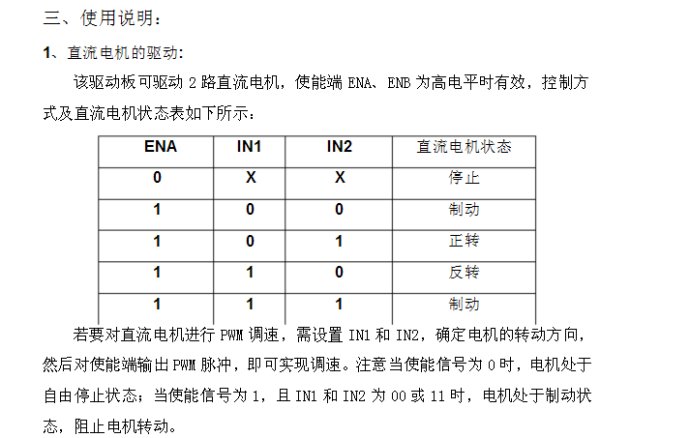 三、使用说明：
1、直流电机的驱动:
该驱动板可驱动 2 路直流电机，使能端 ENA、ENB 为高电平时有效，控制方
式及直流电机状态表如下所示：
ENA IN1 IN2 直流电机状态
0 X X 停止
1 0 0 制动
1 0 1 正转
1 1 0 反转
1 1 1 制动
若要对直流电机进行 PWM 调速，需设置 IN1 和 IN2，确定电机的转动方向，
然后对使能端输出 PWM 脉冲，即可实现调速。注意当使能信号为 0 时，电机处于
自由停止状态；当使能信号为 1，且 IN1 和 IN2 为 00 或 11 时，电机处于制动状
态，阻止电机转动。